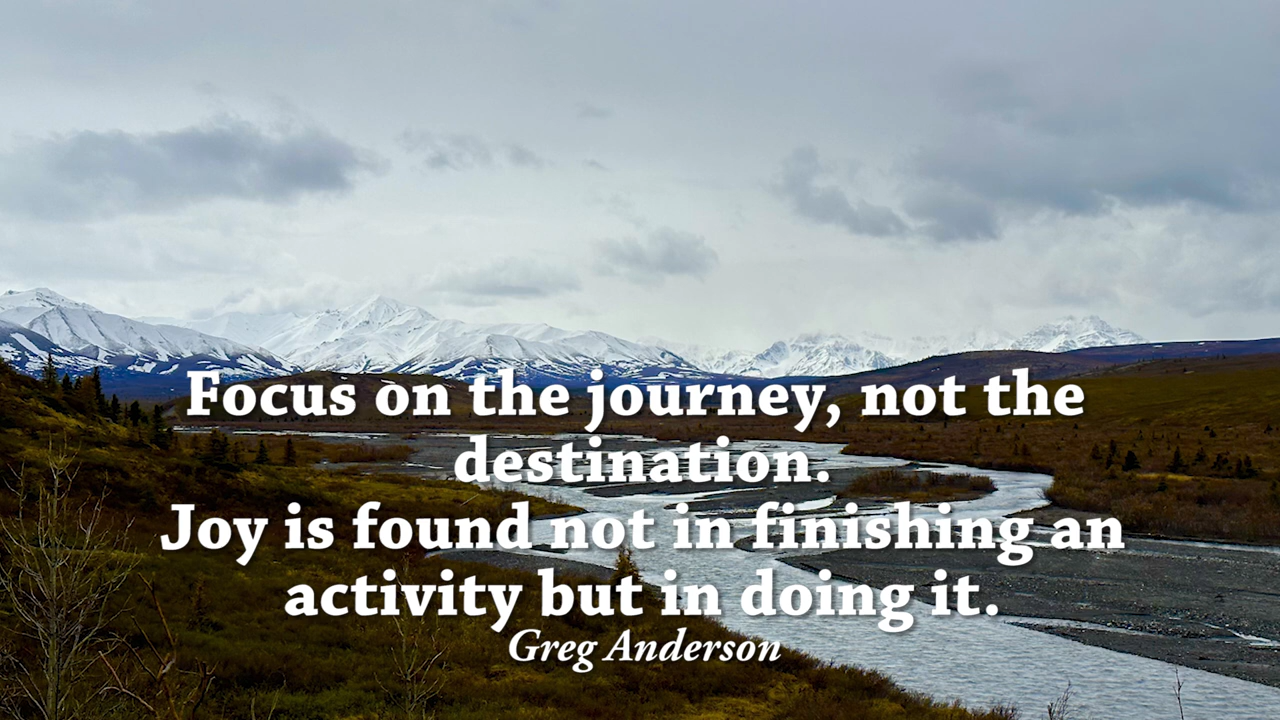 Focus on the journey, not the
destination.
Joy is found not in finishing an
activity but in doing it.
Greg Anderson